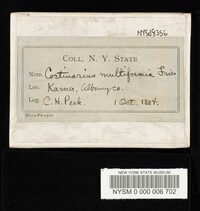 NYSf4356
COLL. N. Y. STATE
Nom. Cortinarius multiformis Fries
Loc. Karner, Albany co.
Leg. C. H. Peck. 1 Oct. 1884.
NEW YORK STATE MUSEUM
NYSM 0 000 006 702